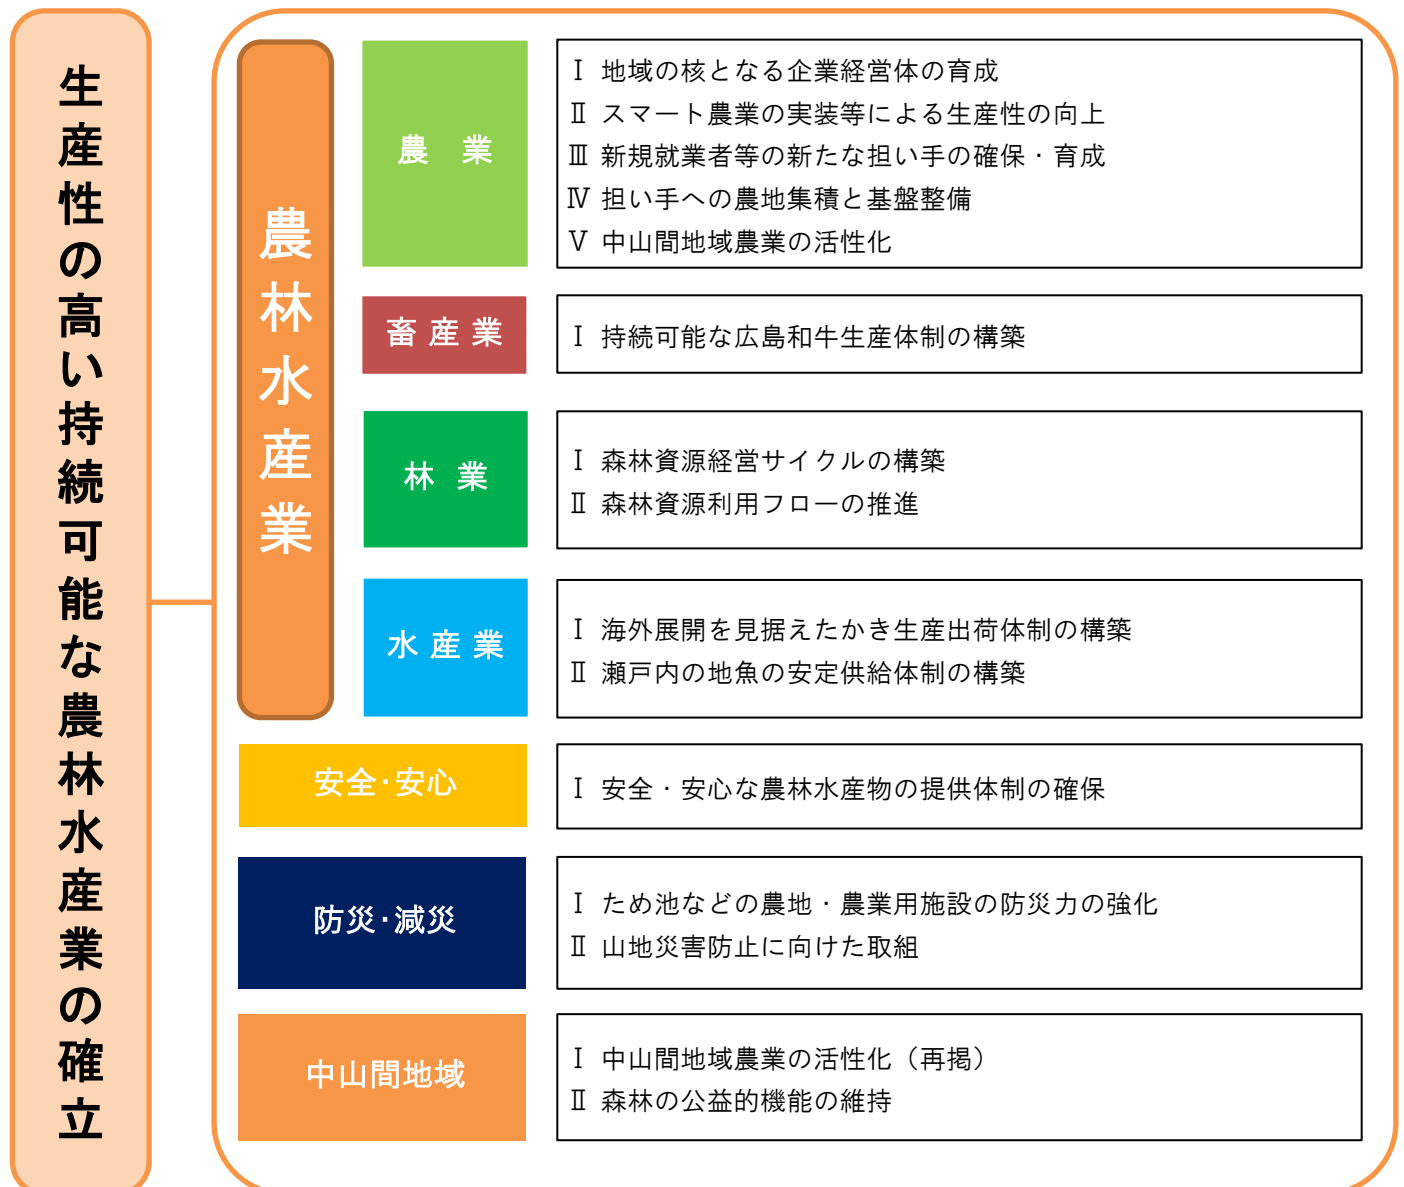 生産性の高い持続可能な農林水産業の確立
農林水産業
農　業
Ⅰ 地域の核となる企業経営体の育成
Ⅱ スマート農業の実装等による生産性の向上
Ⅲ 新規就業者等の新たな担い手の確保・育成
Ⅳ 担い手への農地集積と基盤整備
Ⅴ 中山間地域農業の活性化
畜 産 業
Ⅰ 持続可能な広島和牛生産体制の構築
林 業
Ⅰ 森林資源経営サイクルの構築
Ⅱ 森林資源利用フローの推進
水 産 業
Ⅰ 海外展開を見据えたかき生産出荷体制の構築
Ⅱ 瀬戸内の地魚の安定供給体制の構築
安全・安心
Ⅰ 安全・安心な農林水産物の提供体制の確保
防災・減災
Ⅰ ため池などの農地・農業用施設の防災力の強化
Ⅱ 山地災害防止に向けた取組
中山間地域
Ⅰ 中山間地域農業の活性化（再掲）
Ⅱ 森林の公益的機能の維持